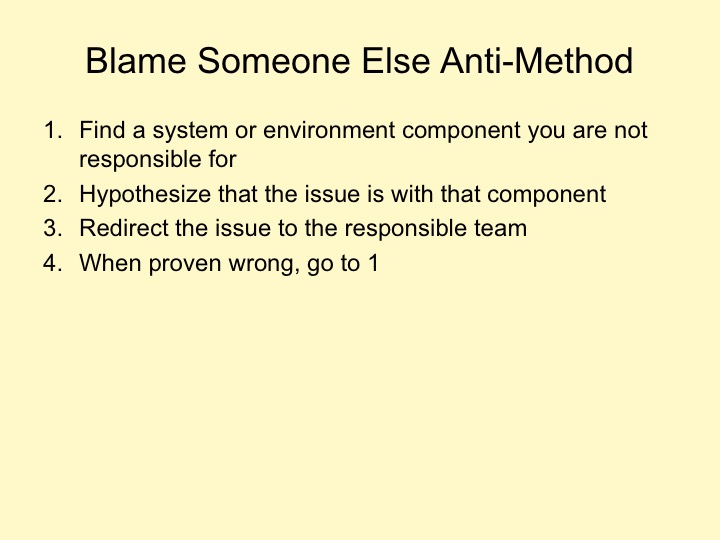 Blame Someone Else Anti-Method
1. Find a system or environment component you are not
responsible for
2. Hypothesize that the issue is with that component
3. Redirect the issue to the responsible team
4. When proven wrong, go to 1